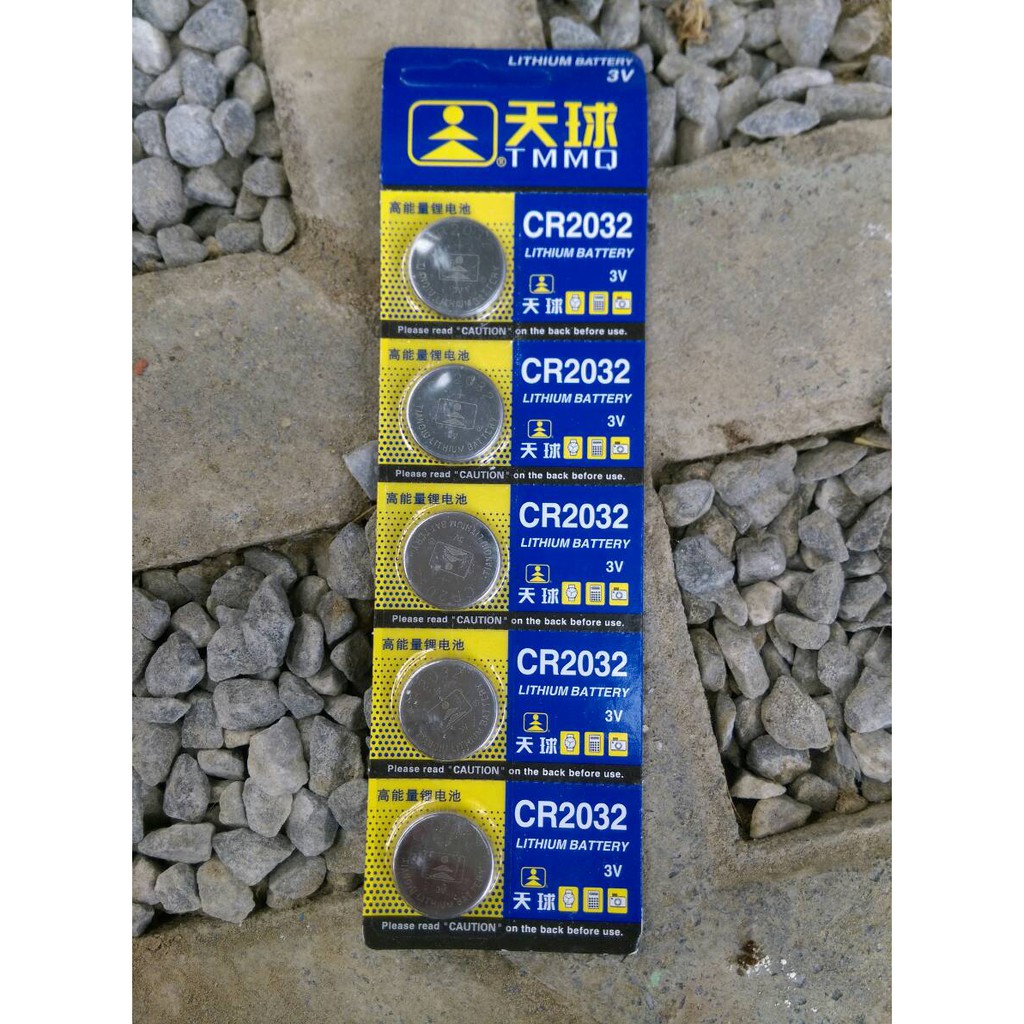 LITHIUM BATTERY
3V
天球
®TMMQ
高能量锂电池
CR2032
LITHIUM BATTERY
3V
天球
Please read "CAUTION" on the back before use.
高能量锂电池
CR2032
LITHIUM BATTERY
3V
天球
TIANQIU LITHIUM BATTERY
Please read "CAUTION" on the back before use.
高能量锂电池
CR2032
LITHIUM BATTERY
3V
天球
Please read "CAUTION" on the back before use.
高能量锂电池
CR2032
LITHIUM BATTERY
3V
天球
Please read "CAUTION" on the back before use.
高能量锂电池
CR2032
LITHIUM BATTERY
3V
天球
Please read "CAUTION" on the back before use.